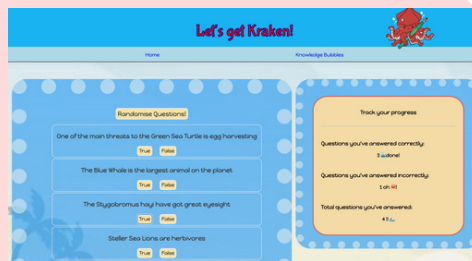 Let's get Kraken!
Home
Knowledge Bubbles
Randomise Questions!
One of the main threats to the Green Sea Turtle is egg harvesting
True False
The Blue Whale is the largest animal on the planet
True False
The Stygobromus hayi have got great eyesight
True False
Steller Sea Lions are herbivores
True False
Track your progress
Questions you've answered correctly:
3 done!
Questions you've answered incorrectly:
1 oh
Total questions you've answered:
4